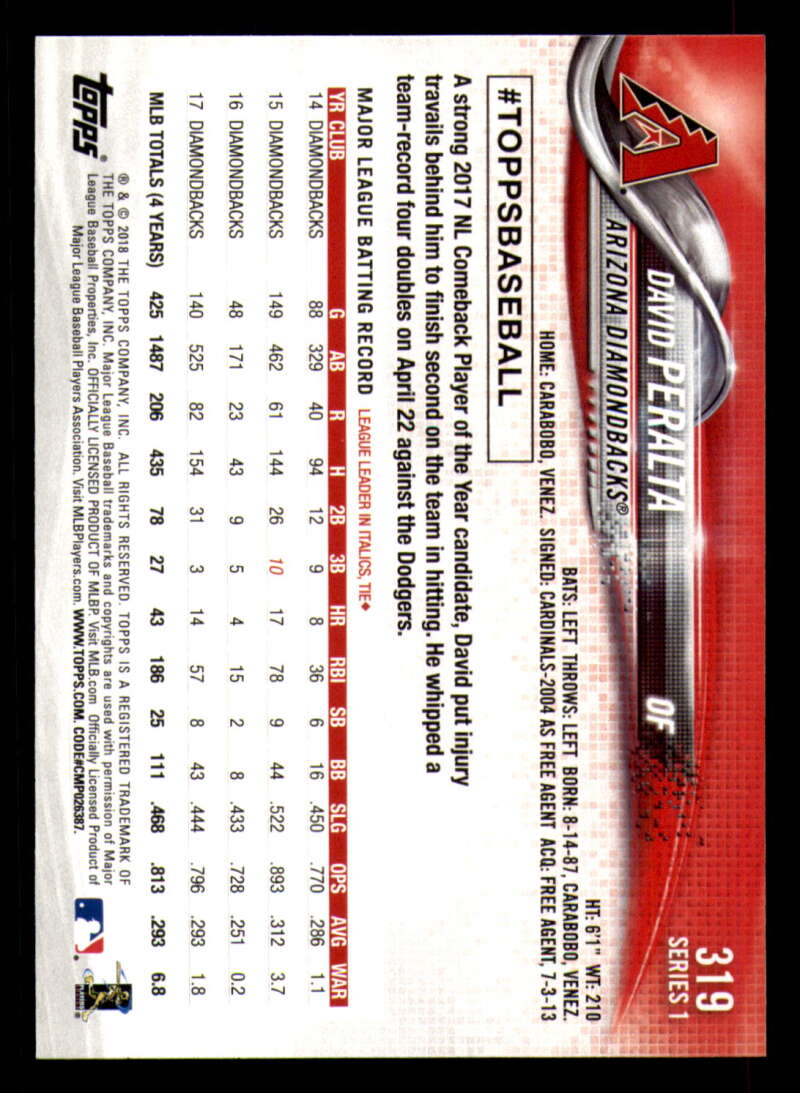 319
SERIES 1
DAVID PERALTA OF
ARIZONA DIAMONDBACKS®
HT: 6'1" WT: 210
BATS: LEFT THROWS: LEFT BORN: 8-14-87, CARABOBO, VENEZ.
HOME: CARABOBO, VENEZ. SIGNED: CARDINALS-2004 AS FREE AGENT ACQ: FREE AGENT, 7-3-13
#TOPPSBASEBALL
A strong 2017 NL Comeback Player of the Year candidate, David put injury
travails behind him to finish second on the team in hitting. He whipped a
team-record four doubles on April 22 against the Dodgers.
MAJOR LEAGUE BATTING RECORD LEAGUE LEADER IN ITALICS, TIE♦
YR CLUB G AB R H 2B 3B HR RBI SB BB SLG OPS AVG WAR
14 DIAMONDBACKS 88 329 40 94 12 9 8 36 6 16 .450 .770 .286 1.1
15 DIAMONDBACKS 149 462 61 144 26 10 17 78 9 44 .522 .893 .312 3.7
16 DIAMONDBACKS 48 171 23 43 9 5 4 15 2 8 .433 .728 .251 0.2
17 DIAMONDBACKS 140 525 82 154 31 3 14 57 8 43 .444 .796 .293 1.8
MLB TOTALS (4 YEARS) 425 1487 206 435 78 27 43 186 25 111 .468 .813 .293 6.8
topps®
® & © 2018 THE TOPPS COMPANY, INC. ALL RIGHTS RESERVED. TOPPS IS A REGISTERED TRADEMARK OF
THE TOPPS COMPANY, INC. Major League Baseball trademarks and copyrights are used with permission of Major
League Baseball Properties, Inc. OFFICIALLY LICENSED PRODUCT OF MLBP. Visit MLB.com Officially Licensed Product of
Major League Baseball Players Association. Visit MLBPlayers.com. WWW.TOPPS.COM. CODE#CMP026387.